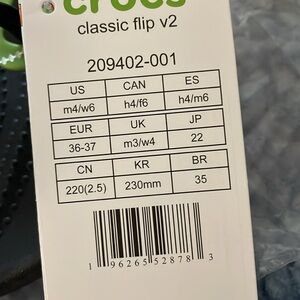 crocs
classic flip v2
209402-001
US CAN ES
m4/w6 h4/f6 h4/m6
EUR UK JP
36-37 m3/w4 22
CN KR BR
220(2.5) 230mm 35
1 96265 52878 3